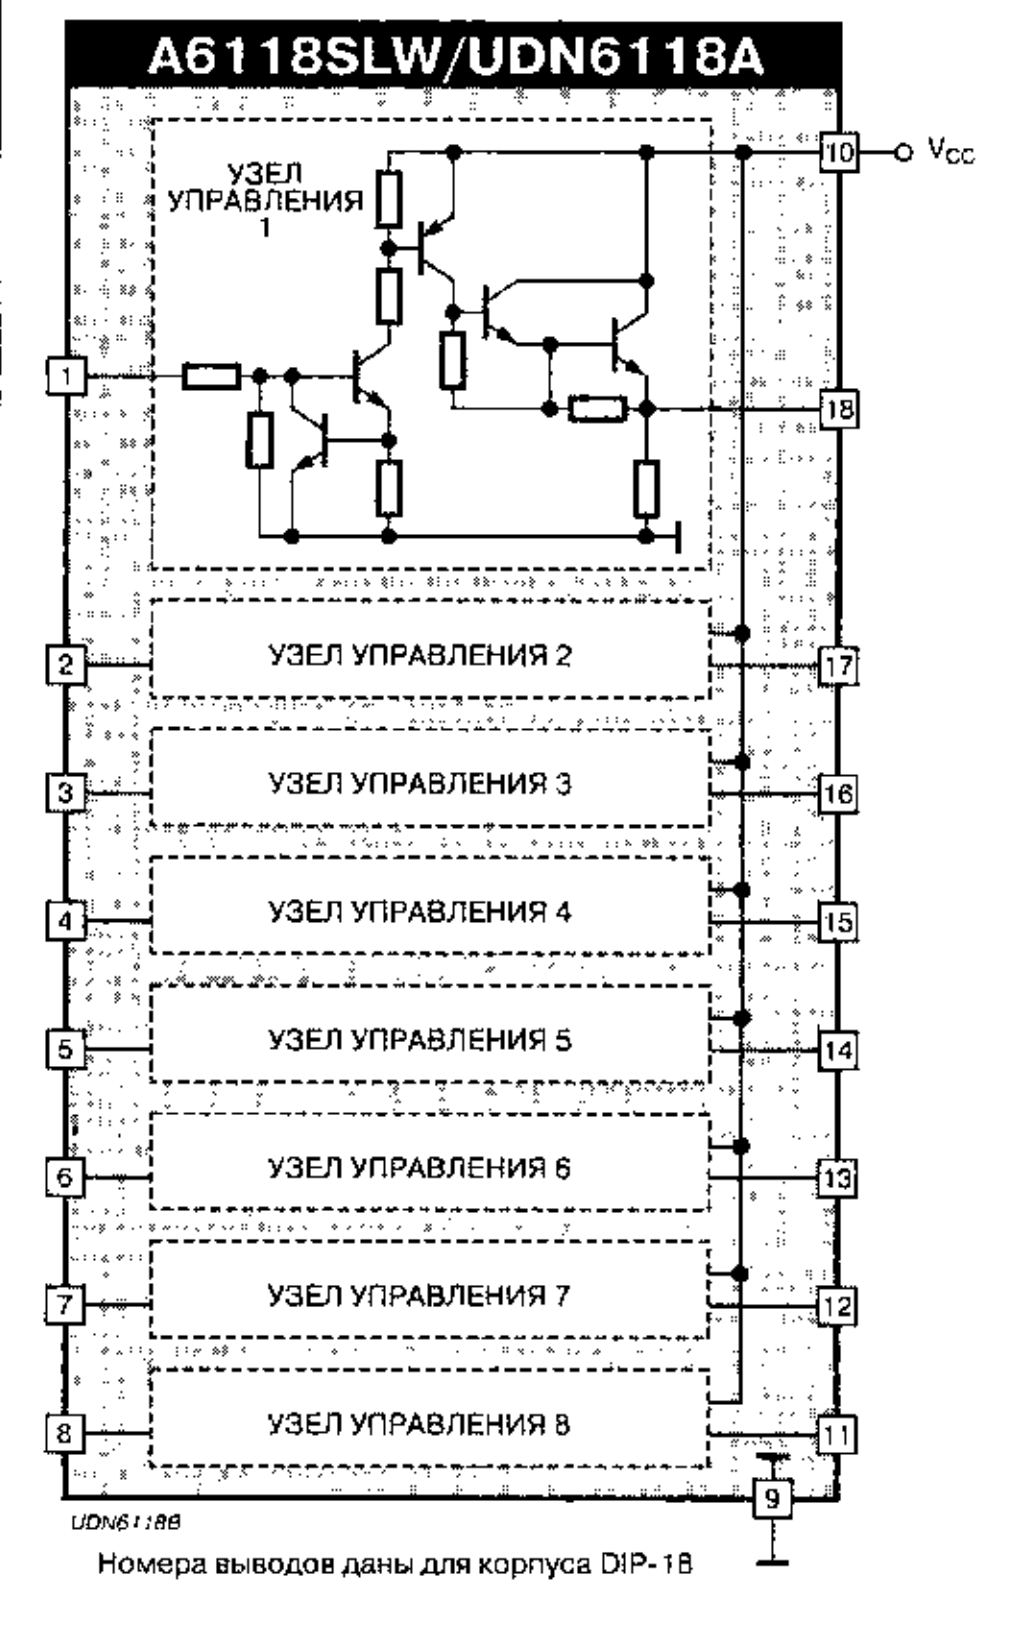 A6118SLW/UDN6118A
УЗЕЛ
УПРАВЛЕНИЯ
1
10
VCC
1
18
УЗЕЛ УПРАВЛЕНИЯ 2
2
17
УЗЕЛ УПРАВЛЕНИЯ 3
3
16
УЗЕЛ УПРАВЛЕНИЯ 4
4
15
УЗЕЛ УПРАВЛЕНИЯ 5
5
14
УЗЕЛ УПРАВЛЕНИЯ 6
6
13
УЗЕЛ УПРАВЛЕНИЯ 7
7
12
УЗЕЛ УПРАВЛЕНИЯ 8
8
11
9
UDN6118B
Номера выводов даны для корпуса DIP-18